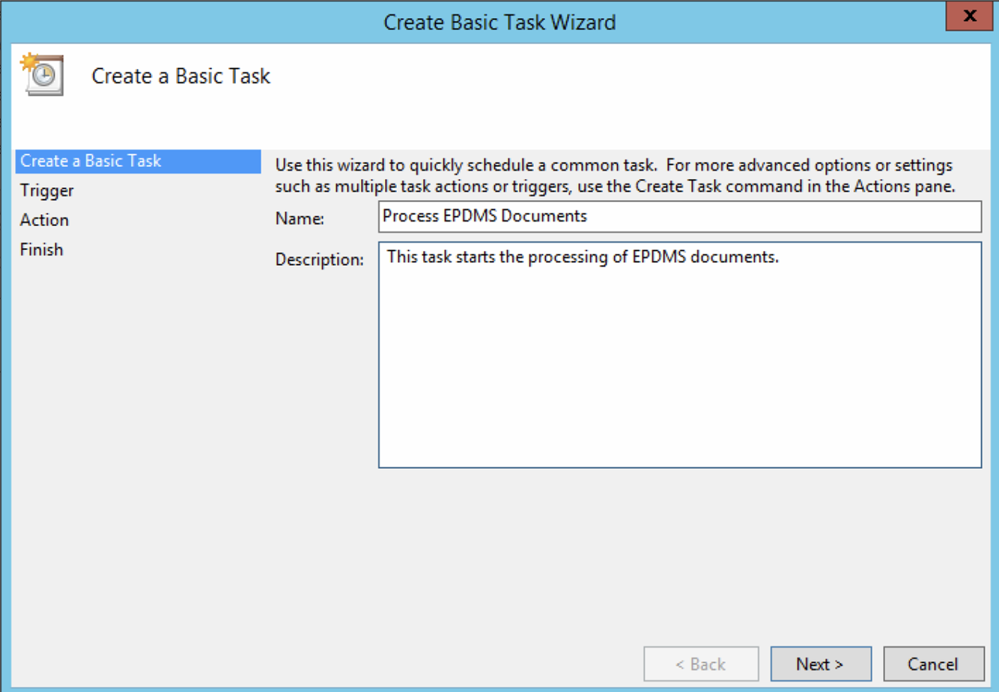 Create Basic Task Wizard
x
Create a Basic Task
Create a Basic Task
Trigger
Action
Finish
Use this wizard to quickly schedule a common task.  For more advanced options or settings
such as multiple task actions or triggers, use the Create Task command in the Actions pane.
Name: Process EPDMS Documents
Description: This task starts the processing of EPDMS documents.
< Back Next > Cancel